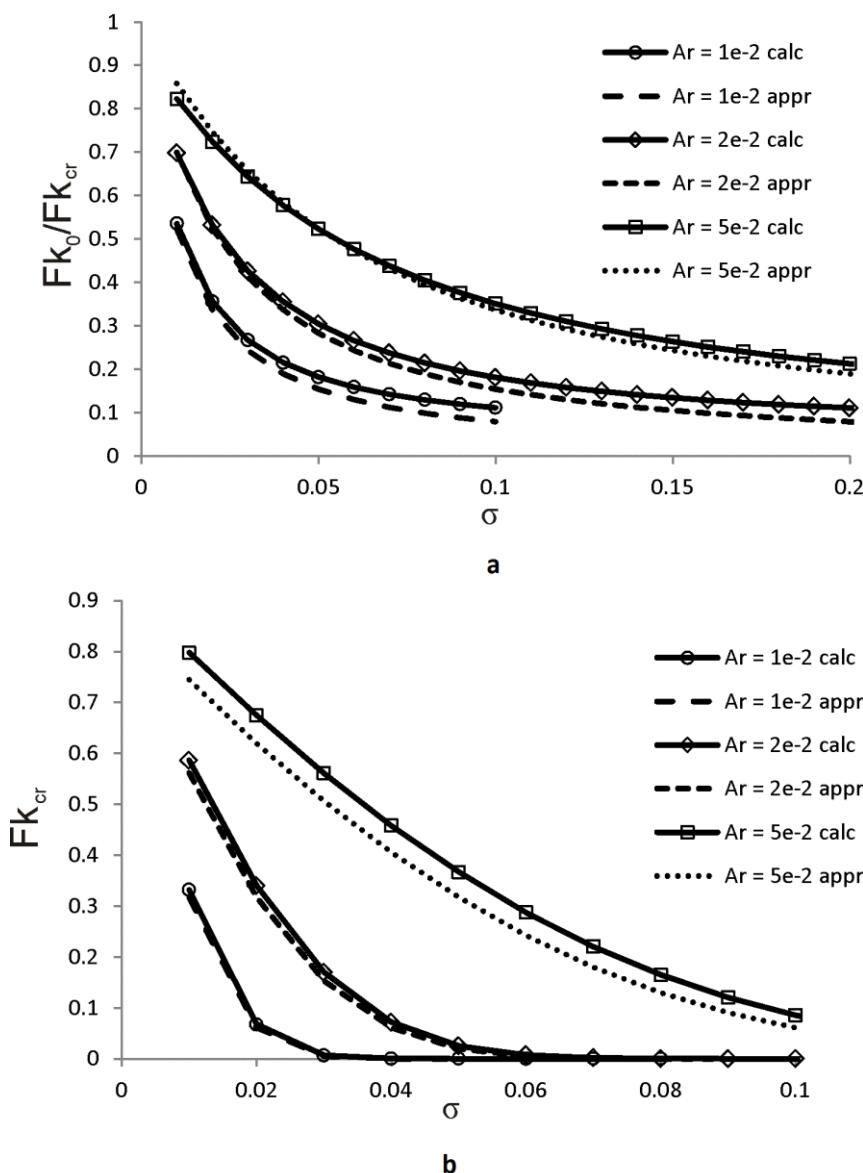 1
0.9
0.8
0.7
0.6
0.5
0.4
0.3
0.2
0.1
0
Fk0/Fkcr
0 0.05 0.1 0.15 0.2
σ
Ar = 1e-2 calc
Ar = 1e-2 appr
Ar = 2e-2 calc
Ar = 2e-2 appr
Ar = 5e-2 calc
Ar = 5e-2 appr
a
0.9
0.8
0.7
0.6
0.5
0.4
0.3
0.2
0.1
0
Fkcr
0 0.02 0.04 0.06 0.08 0.1
σ
Ar = 1e-2 calc
Ar = 1e-2 appr
Ar = 2e-2 calc
Ar = 2e-2 appr
Ar = 5e-2 calc
Ar = 5e-2 appr
b